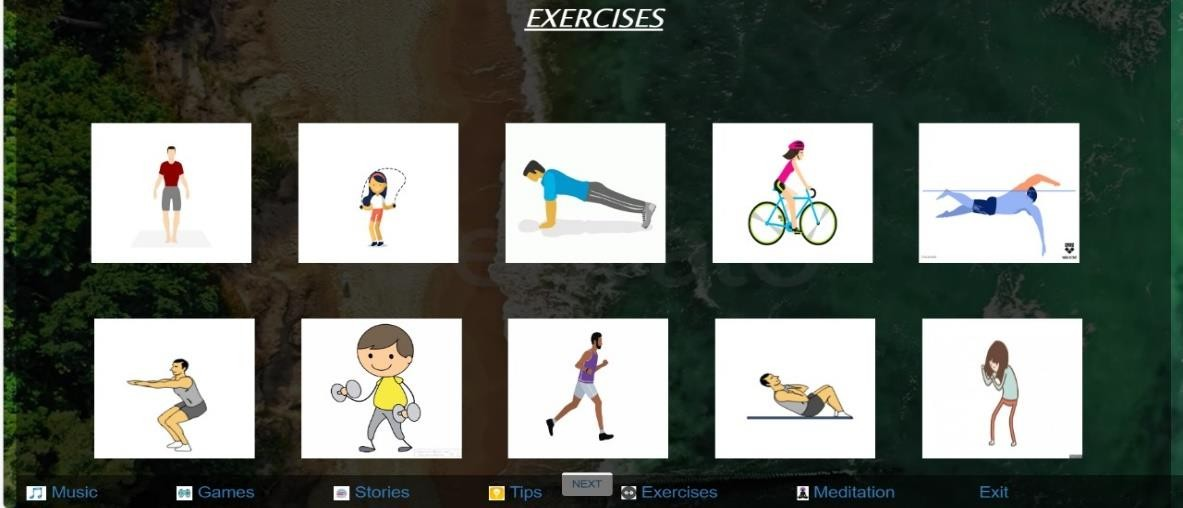 EXERCISES
NEXT
Music Games Stories Tips Exercises Meditation Exit